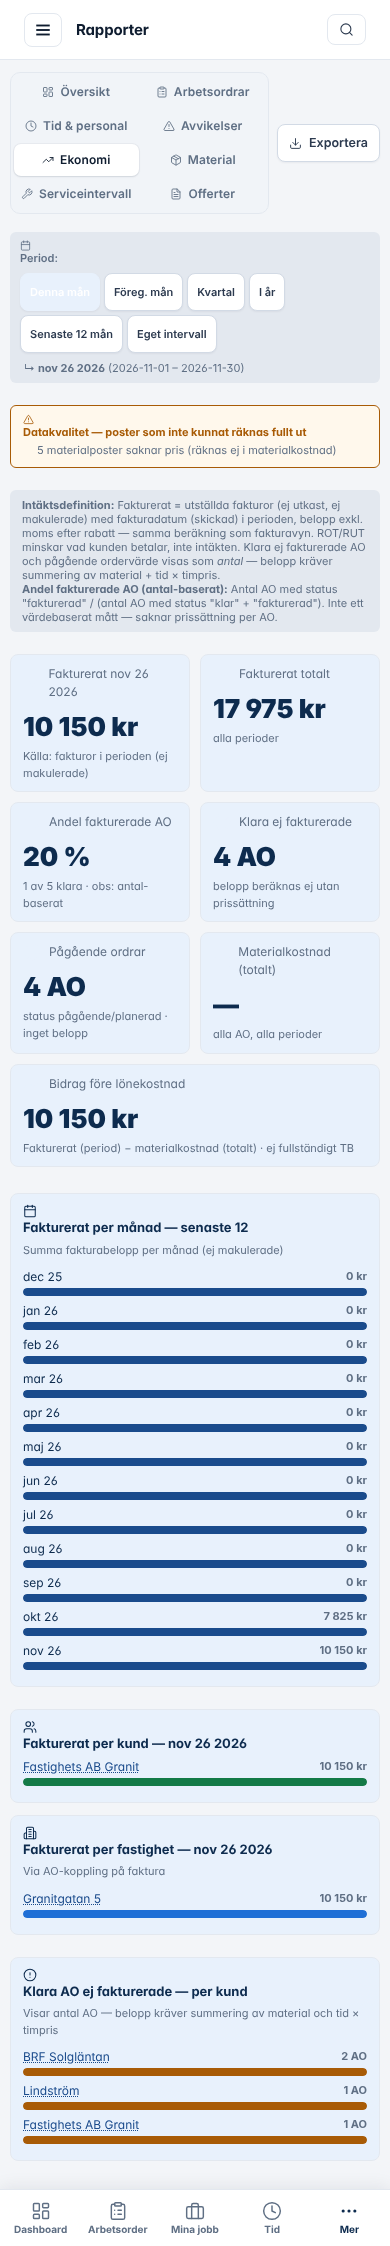 Rapporter
Översikt
Arbetsordrar
Tid & personal
Avvikelser
Ekonomi
Material
Serviceintervall
Offerter
Exportera
Period:
Denna mån
Föreg. mån
Kvartal
I år
Senaste 12 mån
Eget intervall
↳ nov 26 2026 (2026-11-01 – 2026-11-30)
Datakvalitet — poster som inte kunnat räknas fullt ut
5 materialposter saknar pris (räknas ej i materialkostnad)
Intäktsdefinition: Fakturerat = utställda fakturor (ej utkast, ej
makulerade) med fakturadatum (skickad) i perioden, belopp exkl.
moms efter rabatt — samma beräkning som fakturavyn. ROT/RUT
minskar vad kunden betalar, inte intäkten. Klara ej fakturerade AO
och pågående ordervärde visas som antal — belopp kräver
summering av material + tid × timpris.
Andel fakturerade AO (antal-baserat): Antal AO med status
"fakturerad" / (antal AO med status "klar" + "fakturerad"). Inte ett
värdebaserat mått — saknar prissättning per AO.
Fakturerat nov 26
2026
10 150 kr
Källa: fakturor i perioden (ej
makulerade)
Fakturerat totalt
17 975 kr
alla perioder
Andel fakturerade AO
20 %
1 av 5 klara · obs: antal-
baserat
Klara ej fakturerade
4 AO
belopp beräknas ej utan
prissättning
Pågående ordrar
4 AO
status pågående/planerad ·
inget belopp
Materialkostnad
(totalt)
—
alla AO, alla perioder
Bidrag före lönekostnad
10 150 kr
Fakturerat (period) − materialkostnad (totalt) · ej fullständigt TB
Fakturerat per månad — senaste 12
Summa fakturabelopp per månad (ej makulerade)
dec 25 0 kr
jan 26 0 kr
feb 26 0 kr
mar 26 0 kr
apr 26 0 kr
maj 26 0 kr
jun 26 0 kr
jul 26 0 kr
aug 26 0 kr
sep 26 0 kr
okt 26 7 825 kr
nov 26 10 150 kr
Fakturerat per kund — nov 26 2026
Fastighets AB Granit 10 150 kr
Fakturerat per fastighet — nov 26 2026
Via AO-koppling på faktura
Granitgatan 5 10 150 kr
Klara AO ej fakturerade — per kund
Visar antal AO — belopp kräver summering av material och tid ×
timpris
BRF Solgläntan 2 AO
Lindström 1 AO
Fastighets AB Granit 1 AO
Dashboard
Arbetsorder
Mina jobb
Tid
Mer